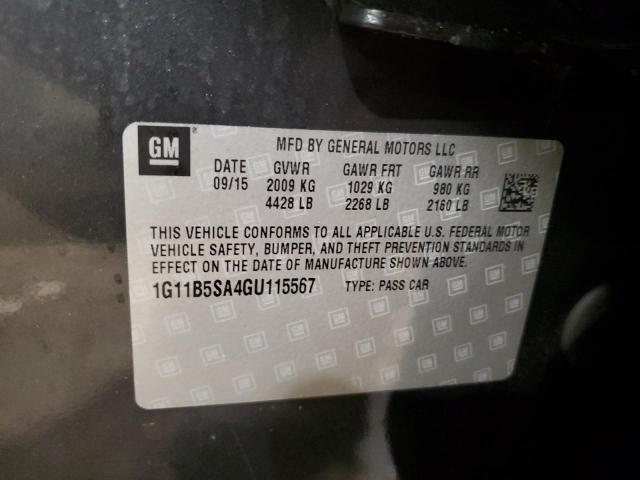 GM
MFD BY GENERAL MOTORS LLC
DATE GVWR GAWR FRT GAWR RR
09/15 2009 KG 1029 KG 980 KG
4428 LB 2268 LB 2160 LB
THIS VEHICLE CONFORMS TO ALL APPLICABLE U.S. FEDERAL MOTOR
VEHICLE SAFETY, BUMPER, AND THEFT PREVENTION STANDARDS IN
EFFECT ON THE DATE OF MANUFACTURE SHOWN ABOVE.
1G11B5SA4GU115567 TYPE: PASS CAR